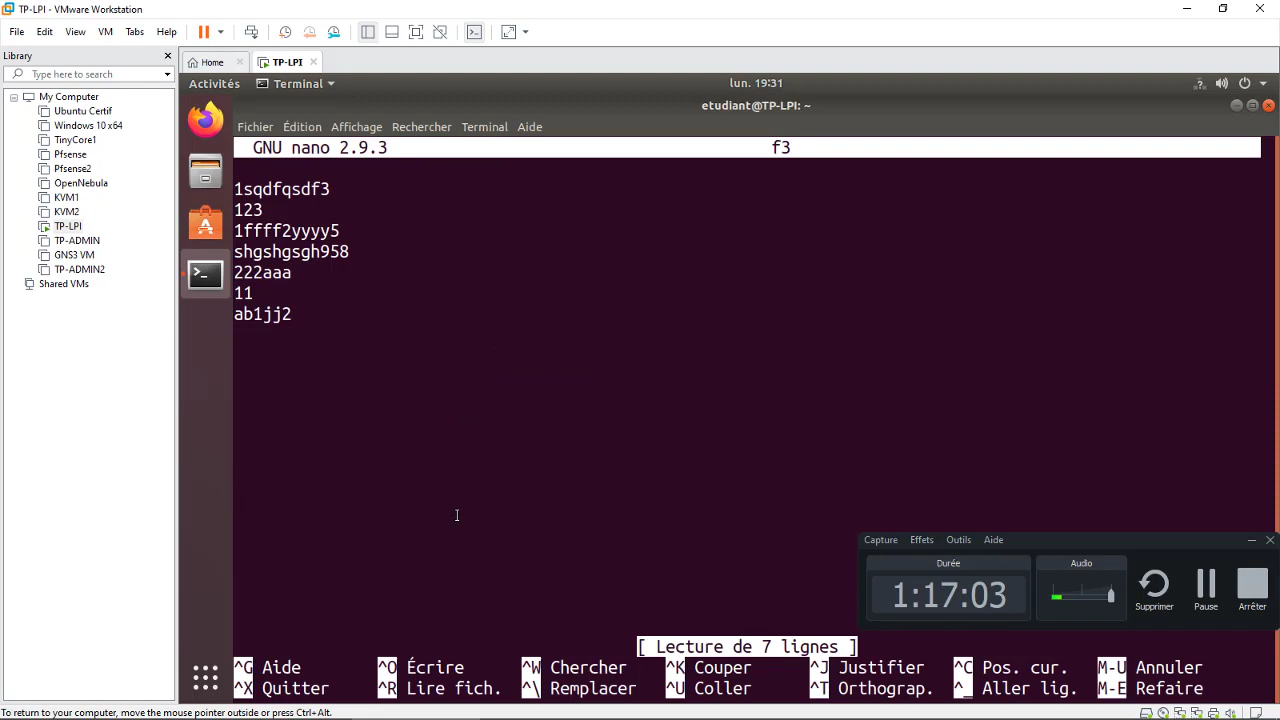 TP-LPI - VMware Workstation
File Edit View VM Tabs Help
Library
Type here to search
My Computer
Ubuntu Certif
Windows 10 x64
TinyCore1
Pfsense
Pfsense2
OpenNebula
KVM1
KVM2
TP-LPI
TP-ADMIN
GNS3 VM
TP-ADMIN2
Shared VMs
Home TP-LPI
Activités Terminal lun. 19:31
etudiant@TP-LPI: ~
Fichier Édition Affichage Rechercher Terminal Aide
GNU nano 2.9.3 f3
1sqdfqsdf3
123
1ffff2yyyy5
shgshgsgh958
222aaa
11
ab1jj2
Capture Effets Outils Aide
Durée Audio
1:17:03
Supprimer Pause Arrêter
[ Lecture de 7 lignes ]
^G Aide ^O Écrire ^W Chercher ^K Couper ^J Justifier ^C Pos. cur. M-U Annuler
^X Quitter ^R Lire fich. ^\ Remplacer ^U Coller ^T Orthograp. ^_ Aller lig. M-E Refaire
To return to your computer, move the mouse pointer outside or press Ctrl+Alt.